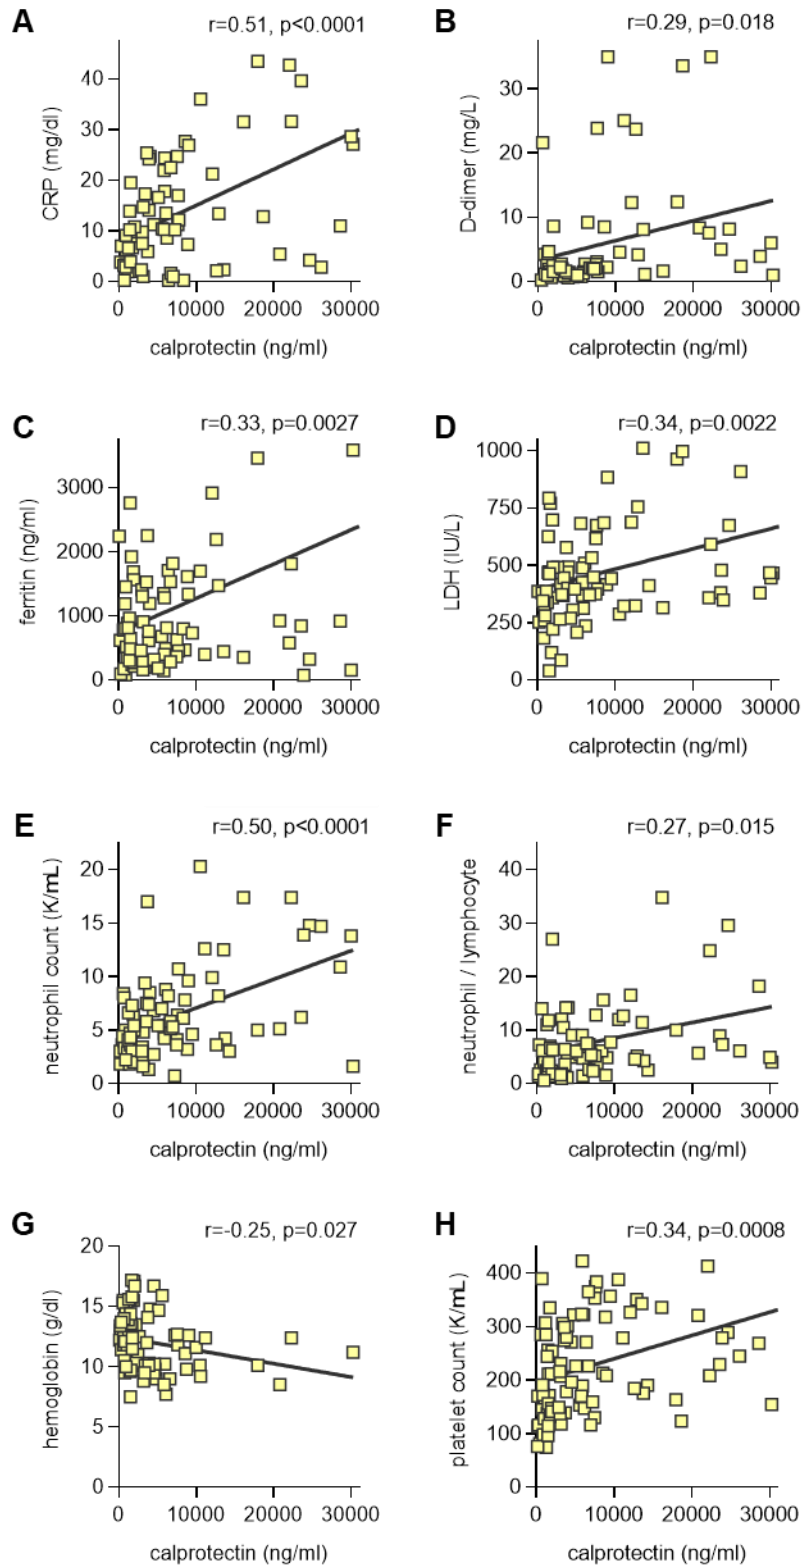 A
r=0.51, p<0.0001
CRP (mg/dl)
40
30
20
10
0
0 10000 20000 30000
calprotectin (ng/ml)
B
r=0.29, p=0.018
D-dimer (mg/L)
30
20
10
0
0 10000 20000 30000
calprotectin (ng/ml)
C
r=0.33, p=0.0027
ferritin (ng/ml)
3000
2000
1000
0
0 10000 20000 30000
calprotectin (ng/ml)
D
r=0.34, p=0.0022
LDH (IU/L)
1000
750
500
250
0
0 10000 20000 30000
calprotectin (ng/ml)
E
r=0.50, p<0.0001
neutrophil count (K/mL)
20
15
10
5
0
0 10000 20000 30000
calprotectin (ng/ml)
F
r=0.27, p=0.015
neutrophil / lymphocyte
40
30
20
10
0
0 10000 20000 30000
calprotectin (ng/ml)
G
r=-0.25, p=0.027
hemoglobin (g/dl)
20
15
10
5
0
0 10000 20000 30000
calprotectin (ng/ml)
H
r=0.34, p=0.0008
platelet count (K/mL)
400
300
200
100
0
0 10000 20000 30000
calprotectin (ng/ml)